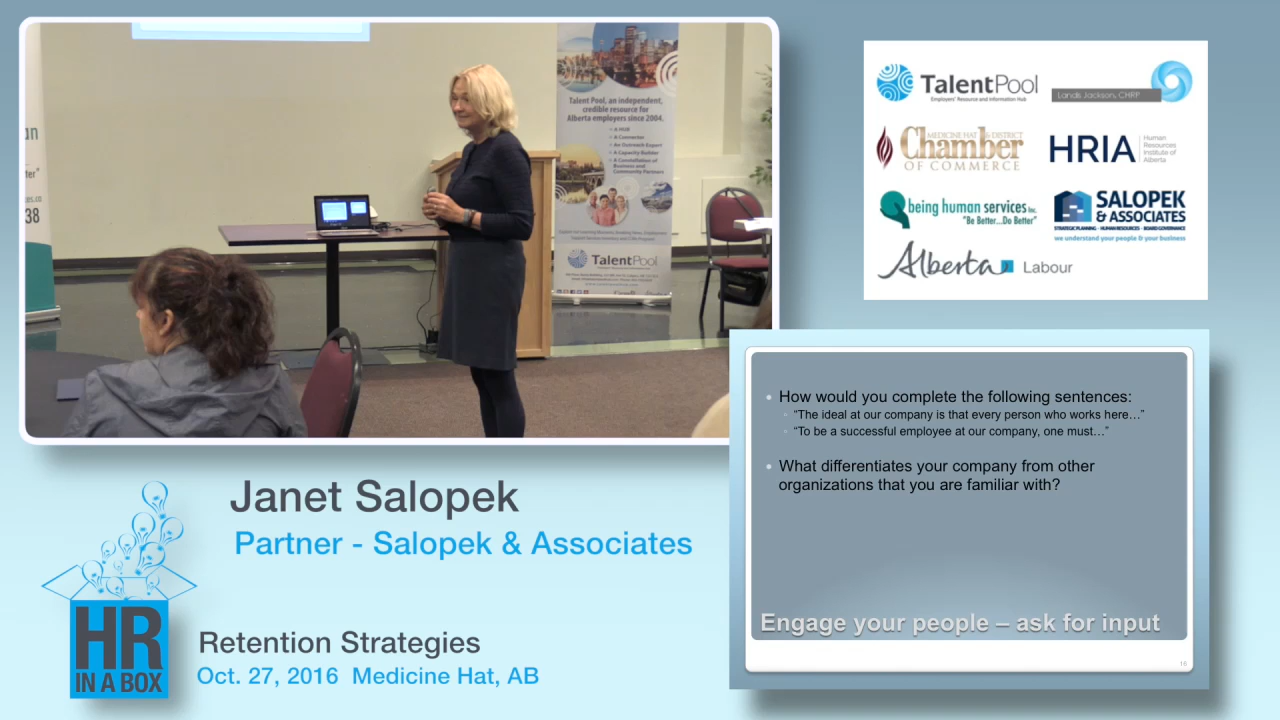 an
ter"
es.ca
38
Talent Pool, an independent,
credible resource for
Alberta employers since 2004.
A HUB
A Connector
An Outreach Expert
A Capacity Builder
A Constellation of
Business and
Community Partners
TalentPool
TalentPool
Employers' Resource and Information Hub
Landis Jackson, CHRP
MEDICINE HAT & DISTRICT
Chamber
OF COMMERCE
HRIA
Human
Resources
Institute of
Alberta
being human services Inc.
"Be Better...Do Better"
SALOPEK
& ASSOCIATES
STRATEGIC PLANNING · HUMAN RESOURCES · BOARD GOVERNANCE
we understand your people & your business
Alberta Labour
• How would you complete the following sentences:
"The ideal at our company is that every person who works here…"
"To be a successful employee at our company, one must…"
• What differentiates your company from other
organizations that you are familiar with?
Engage your people – ask for input
Janet Salopek
Partner - Salopek & Associates
HR
IN A BOX
Retention Strategies
Oct. 27, 2016 Medicine Hat, AB